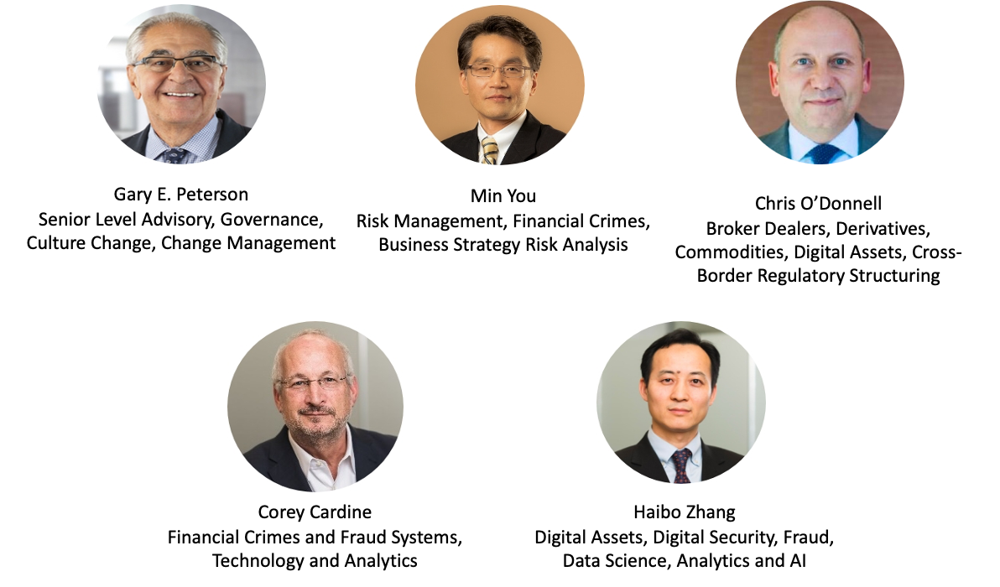 Gary E. Peterson
Senior Level Advisory, Governance,
Culture Change, Change Management
Min You
Risk Management, Financial Crimes,
Business Strategy Risk Analysis
Chris O’Donnell
Broker Dealers, Derivatives,
Commodities, Digital Assets, Cross-
Border Regulatory Structuring
Corey Cardine
Financial Crimes and Fraud Systems,
Technology and Analytics
Haibo Zhang
Digital Assets, Digital Security, Fraud,
Data Science, Analytics and AI